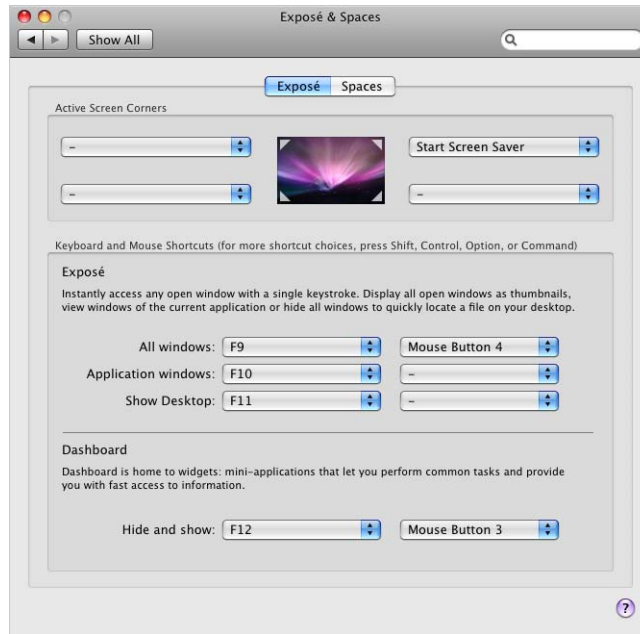 Exposé & Spaces
Show All
Exposé Spaces
Active Screen Corners
– Start Screen Saver
– –
Keyboard and Mouse Shortcuts (for more shortcut choices, press Shift, Control, Option, or Command)
Exposé
Instantly access any open window with a single keystroke. Display all open windows as thumbnails,
view windows of the current application or hide all windows to quickly locate a file on your desktop.
All windows: F9 Mouse Button 4
Application windows: F10 –
Show Desktop: F11 –
Dashboard
Dashboard is home to widgets: mini-applications that let you perform common tasks and provide
you with fast access to information.
Hide and show: F12 Mouse Button 3
?